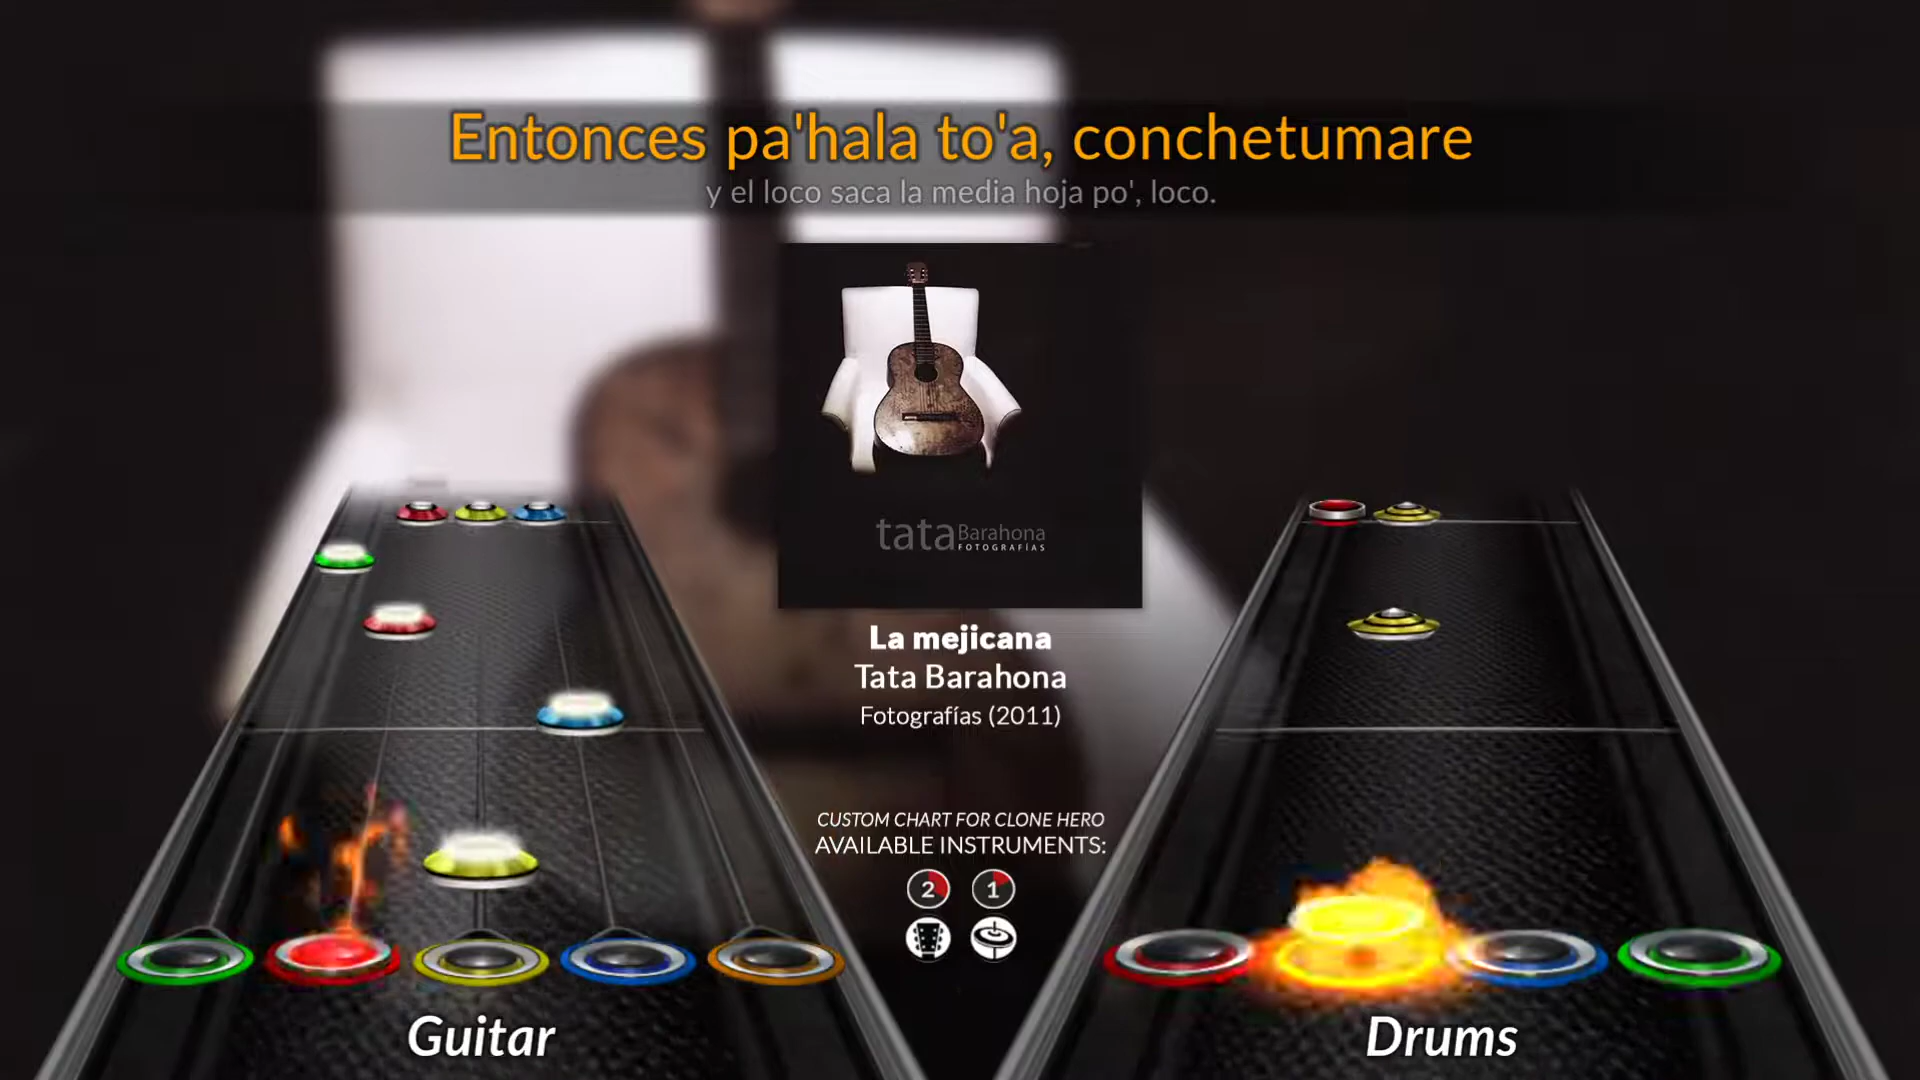 Entonces pa'hala to'a, conchetumare
y el loco saca la media hoja po', loco.
tata Barahona
FOTOGRAFÍAS
La mejicana
Tata Barahona
Fotografías (2011)
CUSTOM CHART FOR CLONE HERO
AVAILABLE INSTRUMENTS:
2 1
Guitar
Drums